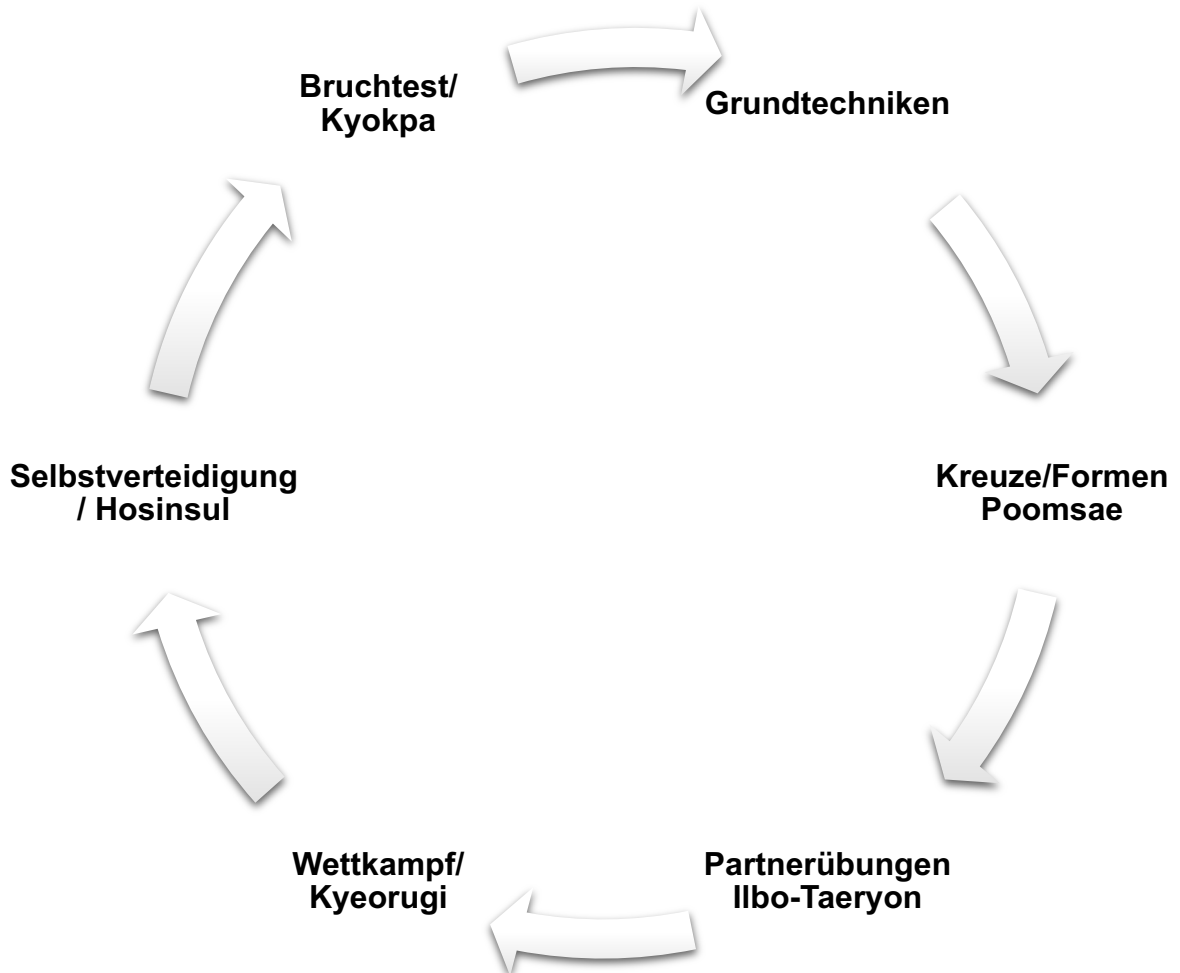 Bruchtest/
Kyokpa
Grundtechniken
Kreuze/Formen
Poomsae
Partnerübungen
Ilbo-Taeryon
Wettkampf/
Kyeorugi
Selbstverteidigung
/ Hosinsul